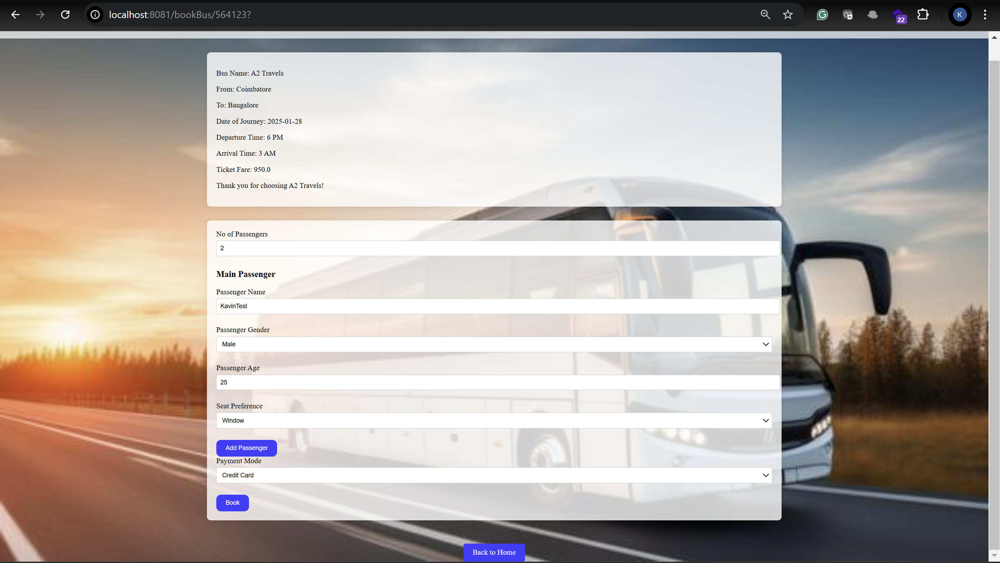 localhost:8081/bookBus/564123?
22
K
Bus Name: A2 Travels
From: Coimbatore
To: Bangalore
Date of Journey: 2025-01-28
Departure Time: 6 PM
Arrival Time: 3 AM
Ticket Fare: 950.0
Thank you for choosing A2 Travels!
No of Passengers
2
Main Passenger
Passenger Name
KavinTest
Passenger Gender
Male
Passenger Age
25
Seat Preference
Window
Add Passenger
Payment Mode
Credit Card
Book
Back to Home